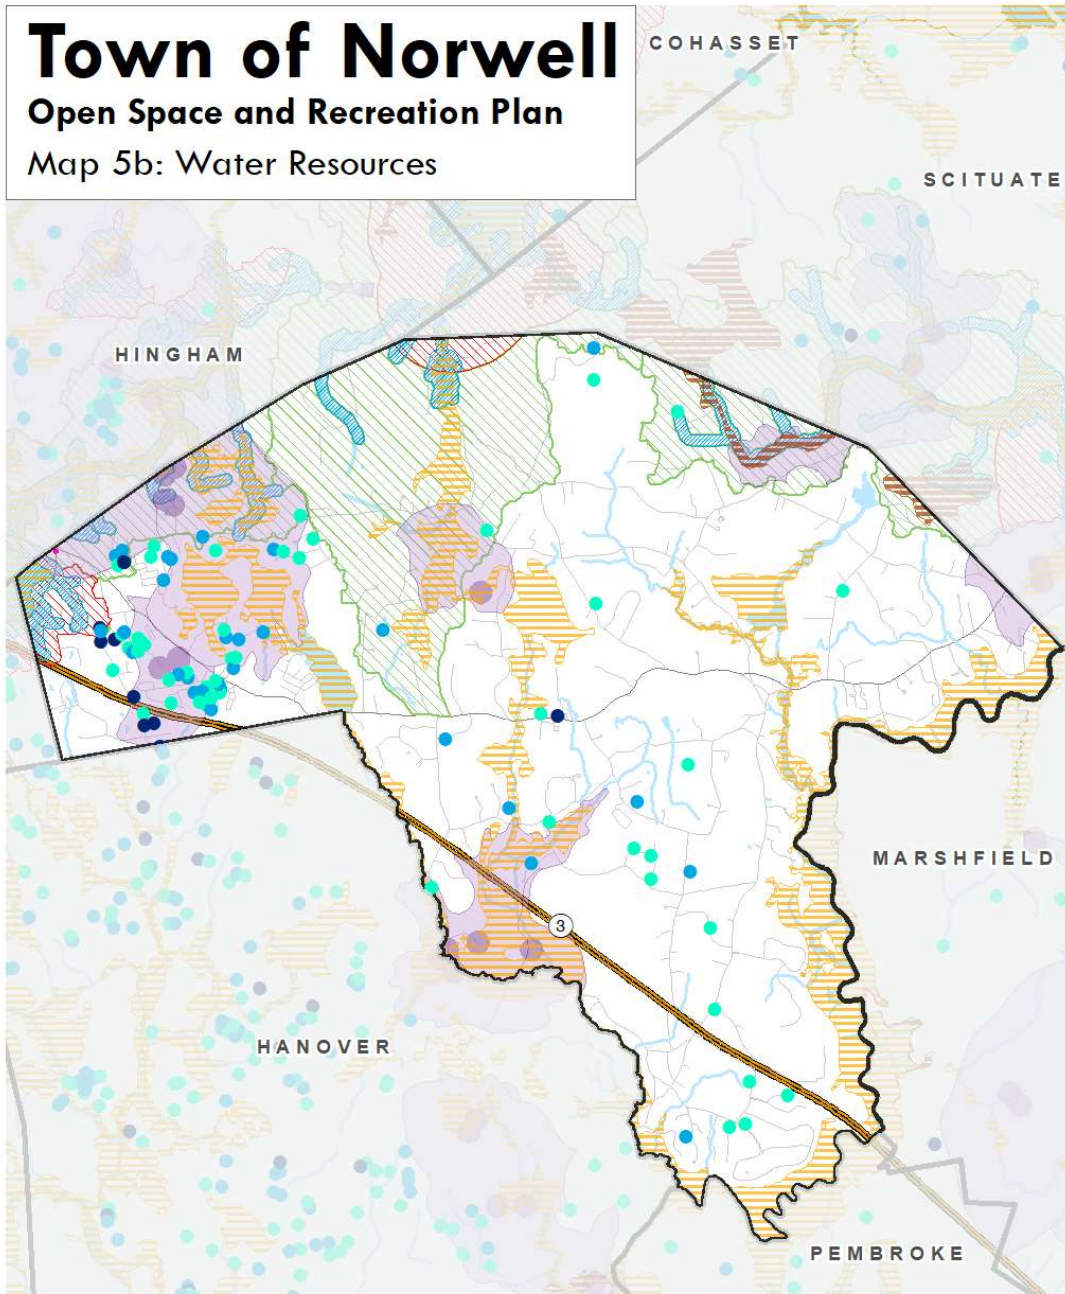 Town of Norwell
Open Space and Recreation Plan
Map 5b: Water Resources
COHASSET
SCITUATE
HINGHAM
MARSHFIELD
3
HANOVER
PEMBROKE